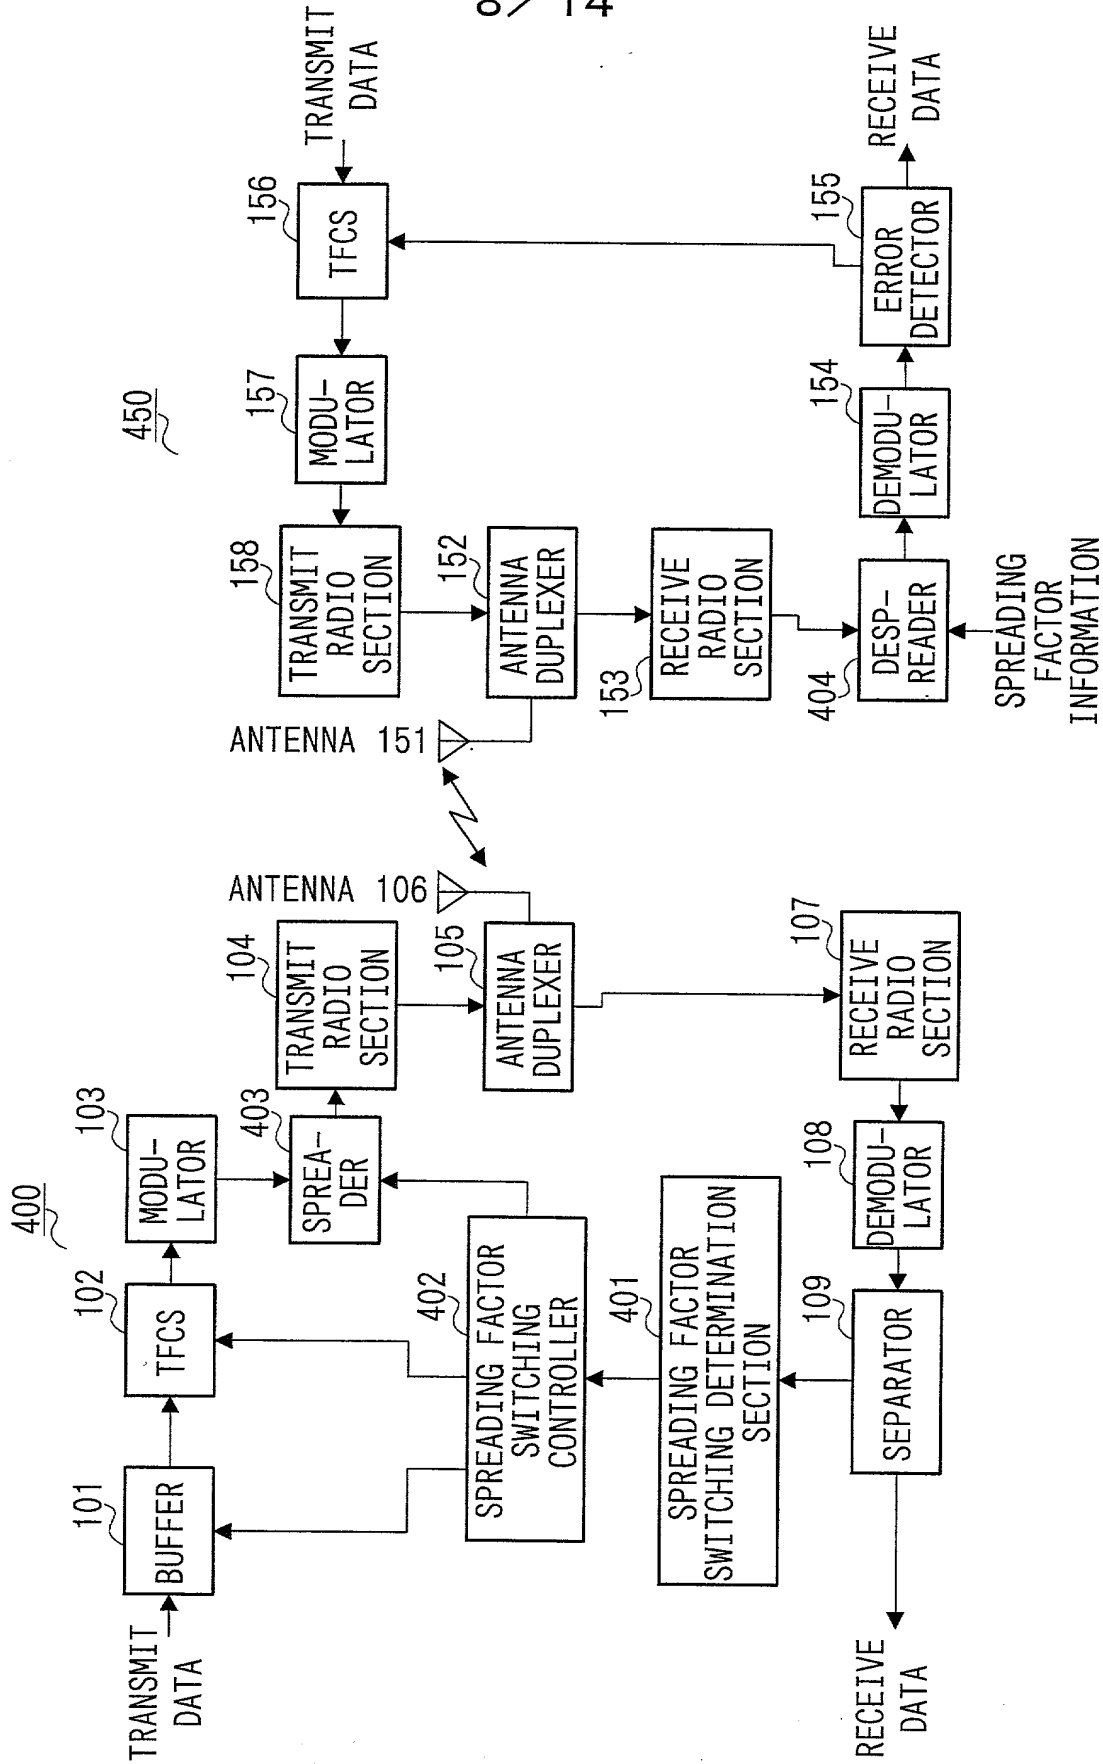 8/14
400
TRANSMIT
DATA
101
BUFFER
102
TFCS
103
MODU-
LATOR
403
SPREA-
DER
104
TRANSMIT
RADIO
SECTION
105
ANTENNA
DUPLEXER
ANTENNA 106
402
SPREADING FACTOR
SWITCHING
CONTROLLER
401
SPREADING FACTOR
SWITCHING DETERMINATION
SECTION
RECEIVE
DATA
109
SEPARATOR
108
DEMODU-
LATOR
107
RECEIVE
RADIO
SECTION
450
ANTENNA 151
158
TRANSMIT
RADIO
SECTION
157
MODU-
LATOR
156
TFCS
TRANSMIT
DATA
152
ANTENNA
DUPLEXER
153
RECEIVE
RADIO
SECTION
404
DESP-
READER
SPREADING
FACTOR
INFORMATION
154
DEMODU-
LATOR
155
ERROR
DETECTOR
RECEIVE
DATA